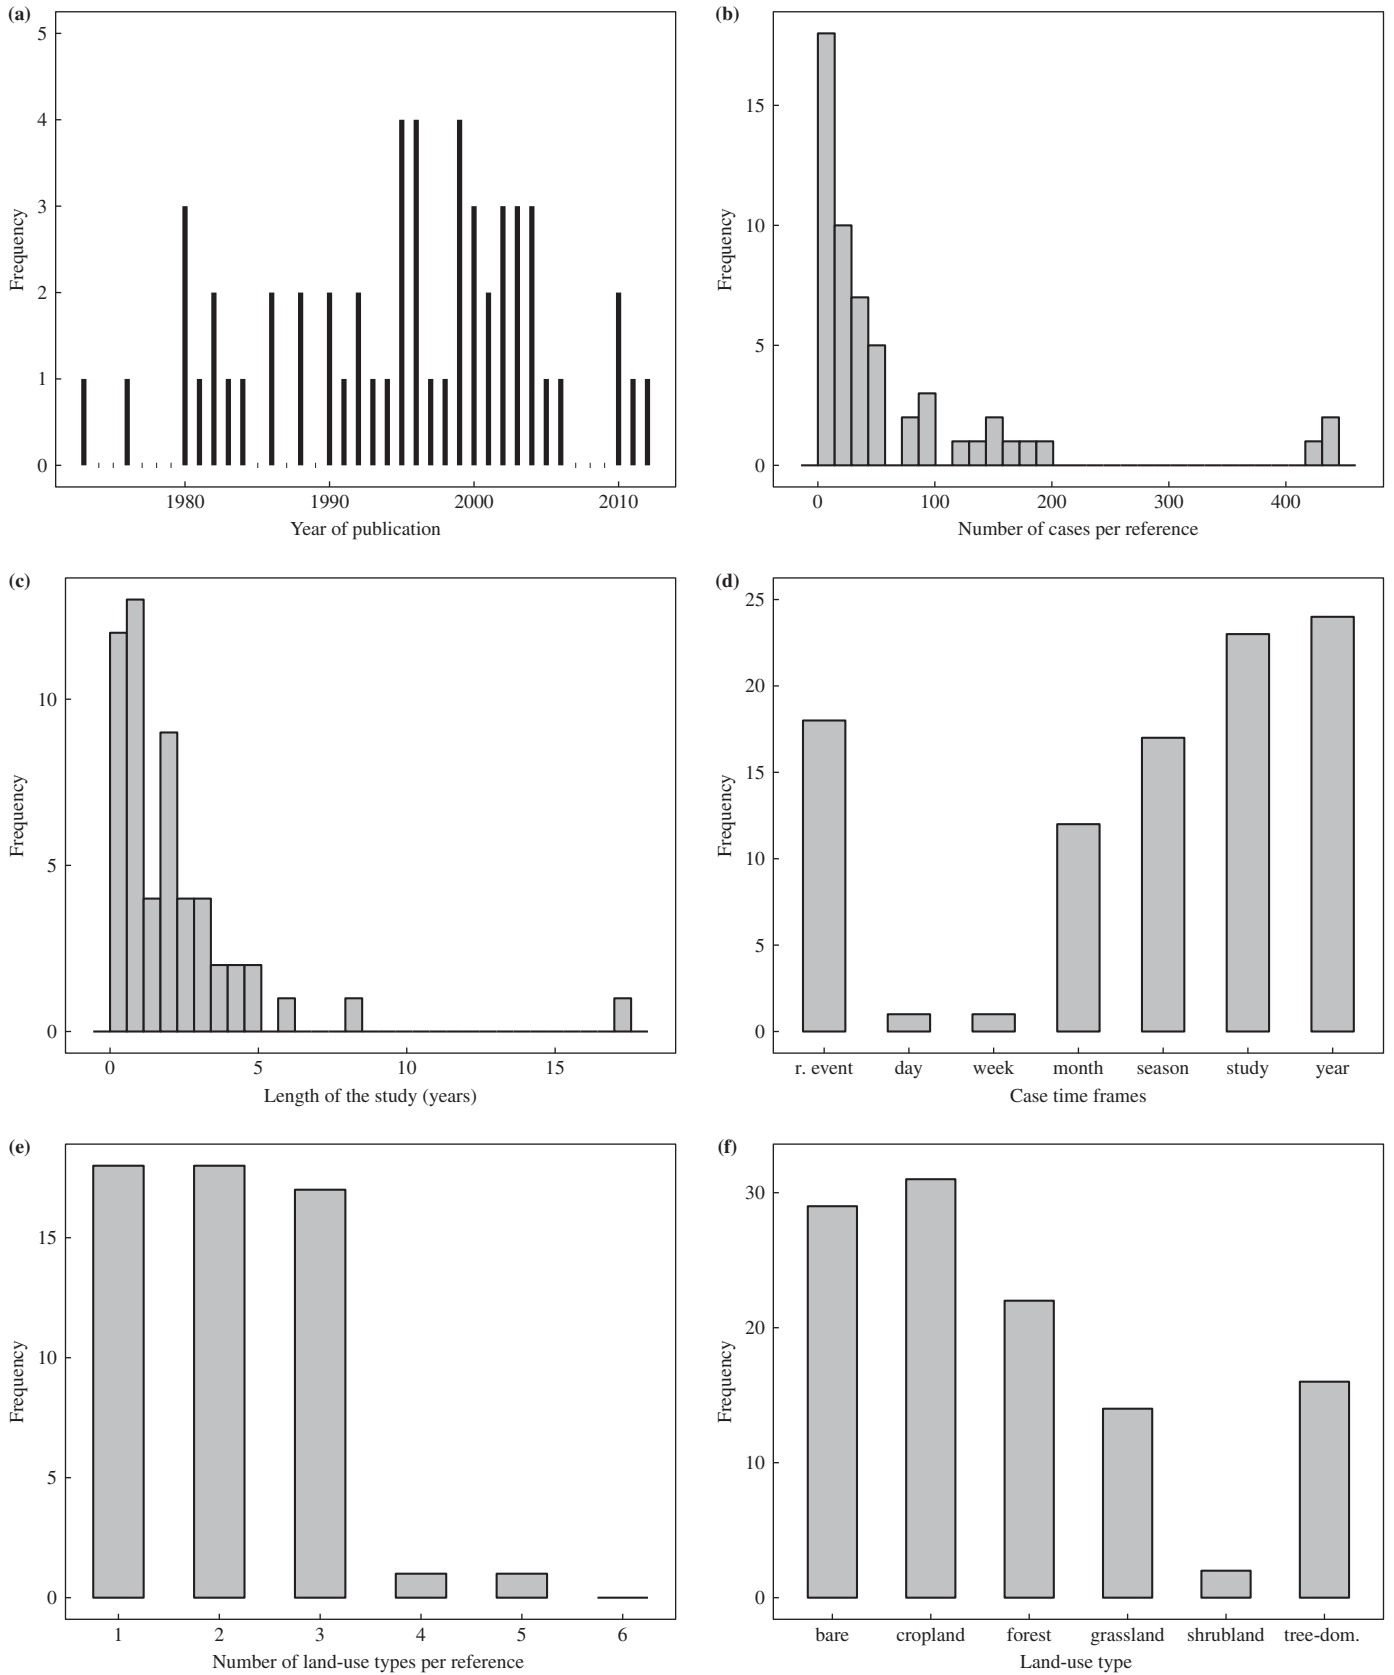 (a)
5
4
3
2
1
0
Frequency
1980 1990 2000 2010
Year of publication
(b)
15
10
5
0
Frequency
0 100 200 300 400
Number of cases per reference
(c)
10
5
0
Frequency
0 5 10 15
Length of the study (years)
(d)
25
20
15
10
5
0
Frequency
r. event day week month season study year
Case time frames
(e)
15
10
5
0
Frequency
1 2 3 4 5 6
Number of land-use types per reference
(f)
30
20
10
0
Frequency
bare cropland forest grassland shrubland tree-dom.
Land-use type